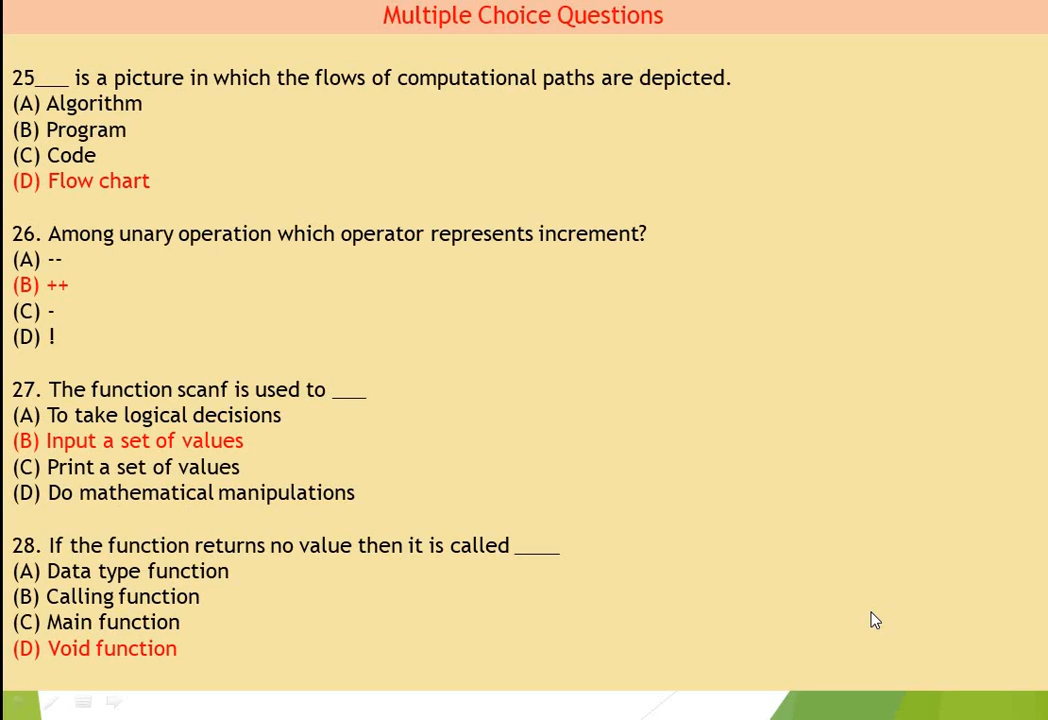 Multiple Choice Questions
25___ is a picture in which the flows of computational paths are depicted.
(A) Algorithm
(B) Program
(C) Code
(D) Flow chart
26. Among unary operation which operator represents increment?
(A) --
(B) ++
(C) -
(D) !
27. The function scanf is used to ___
(A) To take logical decisions
(B) Input a set of values
(C) Print a set of values
(D) Do mathematical manipulations
28. If the function returns no value then it is called ____
(A) Data type function
(B) Calling function
(C) Main function
(D) Void function